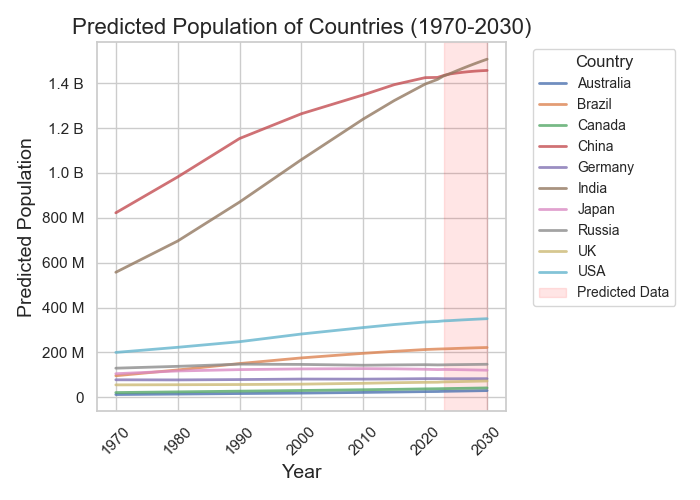 Predicted Population of Countries (1970-2030)
Predicted Population
1.4 B
1.2 B
1.0 B
800 M
600 M
400 M
200 M
0
1970
1980
1990
2000
2010
2020
2030
Year
Country
Australia
Brazil
Canada
China
Germany
India
Japan
Russia
UK
USA
Predicted Data